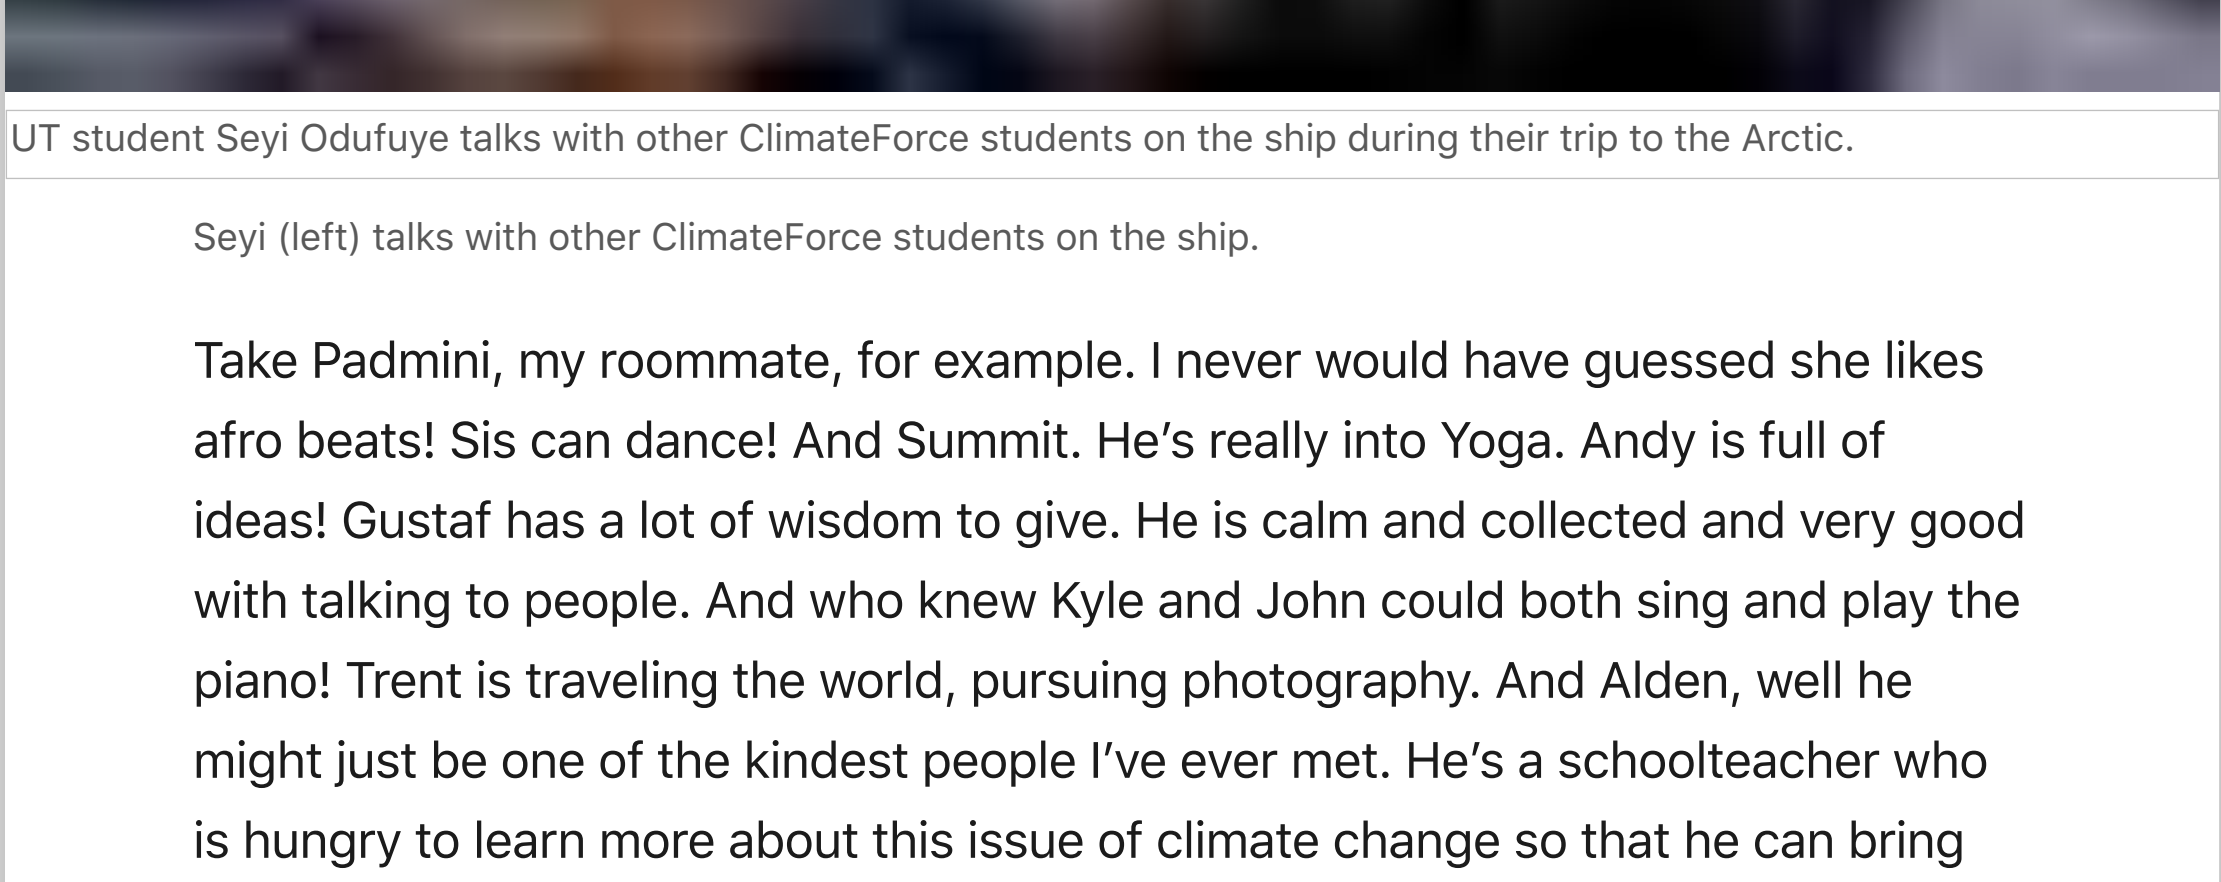 UT student Seyi Odufuye talks with other ClimateForce students on the ship during their trip to the Arctic.
Seyi (left) talks with other ClimateForce students on the ship.
Take Padmini, my roommate, for example. I never would have guessed she likes
afro beats! Sis can dance! And Summit. He’s really into Yoga. Andy is full of
ideas! Gustaf has a lot of wisdom to give. He is calm and collected and very good
with talking to people. And who knew Kyle and John could both sing and play the
piano! Trent is traveling the world, pursuing photography. And Alden, well he
might just be one of the kindest people I’ve ever met. He’s a schoolteacher who
is hungry to learn more about this issue of climate change so that he can bring